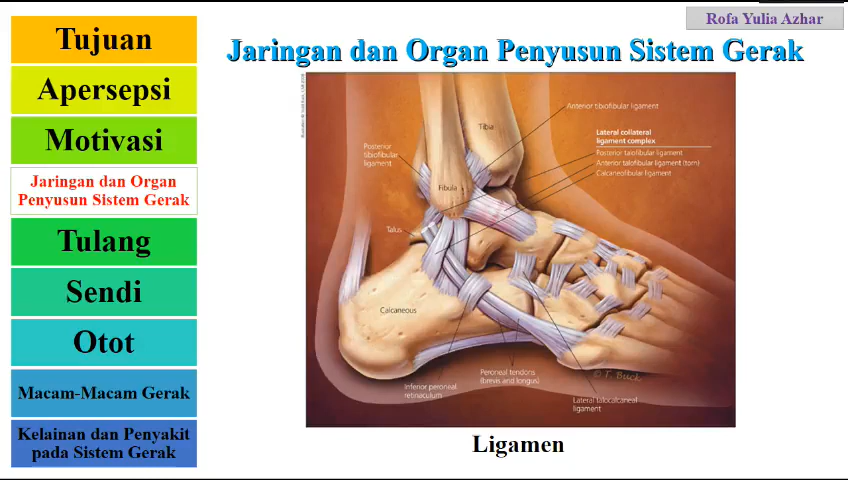 Rofa Yulia Azhar
Jaringan dan Organ Penyusun Sistem Gerak
Tujuan
Apersepsi
Motivasi
Jaringan dan Organ
Penyusun Sistem Gerak
Tulang
Sendi
Otot
Macam-Macam Gerak
Kelainan dan Penyakit
pada Sistem Gerak
Anterior tibiofibular ligament
Tibia
Lateral collateral
ligament complex
Posterior talofibular ligament
Anterior talofibular ligament (torn)
Calcaneofibular ligament
Posterior
tibiofibular
ligament
Fibula
Talus
Calcaneous
Peroneal tendons
(brevis and longus)
Inferior peroneal
retinaculum
Lateral talocalcaneal
ligament
© T. Buck
Ligamen